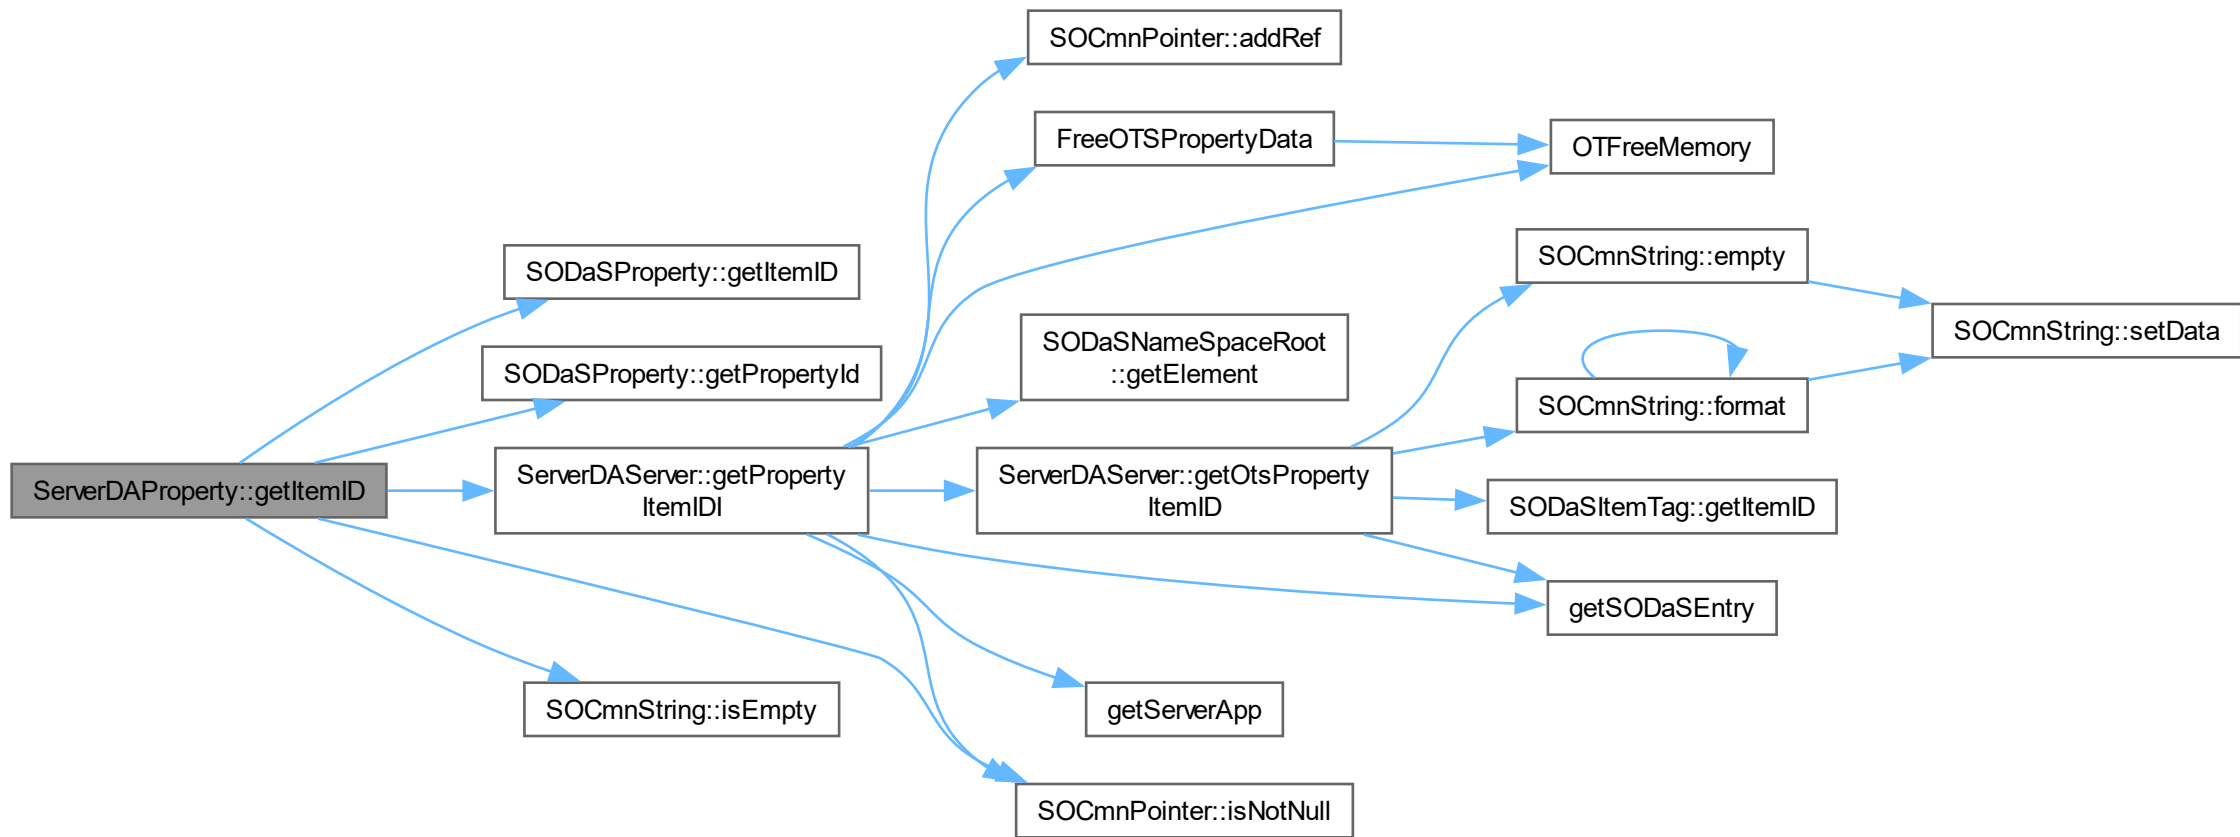 SOCmnPointer::addRef
FreeOTSPropertyData
OTFreeMemory
SODaSProperty::getItemID
SOCmnString::empty
SODaSNameSpaceRoot
::getElement
SOCmnString::setData
SODaSProperty::getPropertyId
SOCmnString::format
ServerDAProperty::getItemID
ServerDAServer::getProperty
ItemIDI
ServerDAServer::getOtsProperty
ItemID
SODaSItemTag::getItemID
getSODaSEntry
SOCmnString::isEmpty
getServerApp
SOCmnPointer::isNotNull